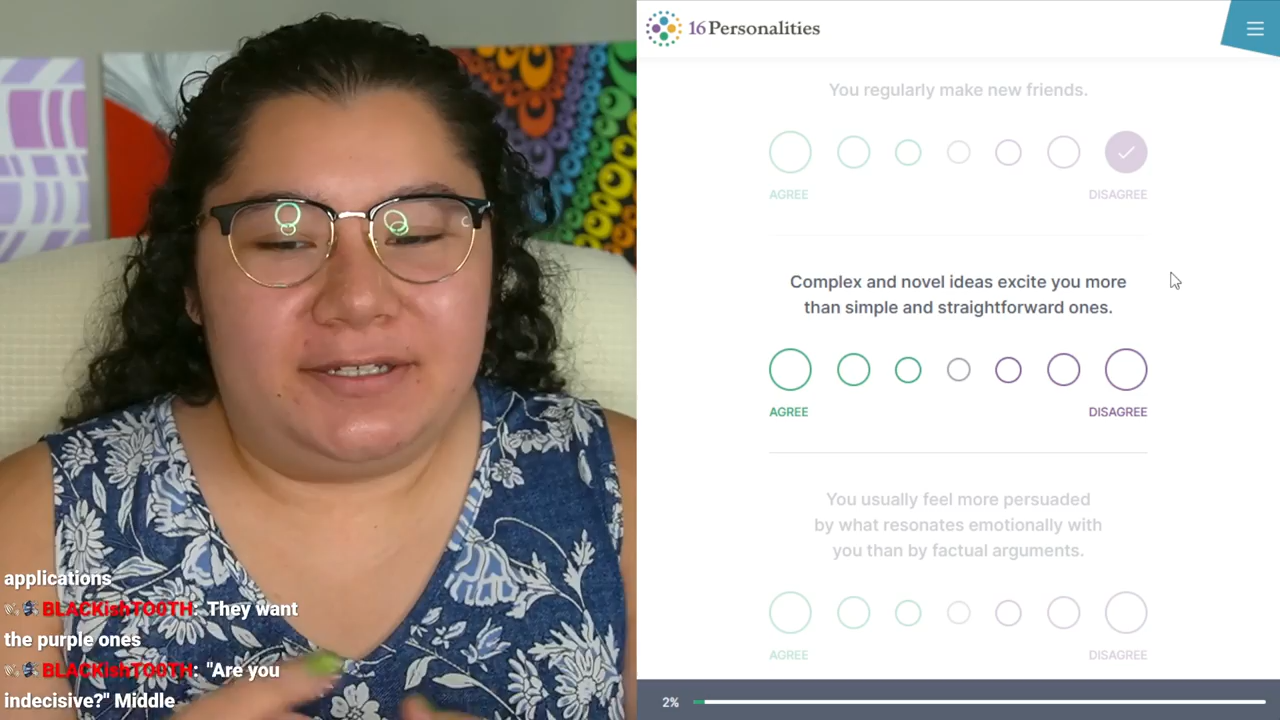 16Personalities
You regularly make new friends.
AGREE
DISAGREE
Complex and novel ideas excite you more
than simple and straightforward ones.
AGREE
DISAGREE
You usually feel more persuaded
by what resonates emotionally with
you than by factual arguments.
AGREE
DISAGREE
2%
applications
BLACKishTO0TH: They want
the purple ones
BLACKishTO0TH: "Are you
indecisive?" Middle